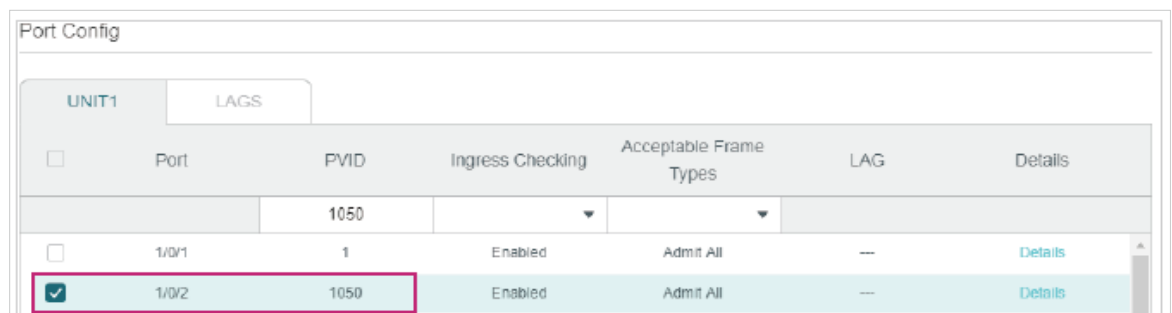 Port Config
UNIT1 LAGS
Port PVID Ingress Checking Acceptable Frame Types LAG Details
1050
1/0/1 1 Enabled Admit All --- Details
1/0/2 1050 Enabled Admit All --- Details